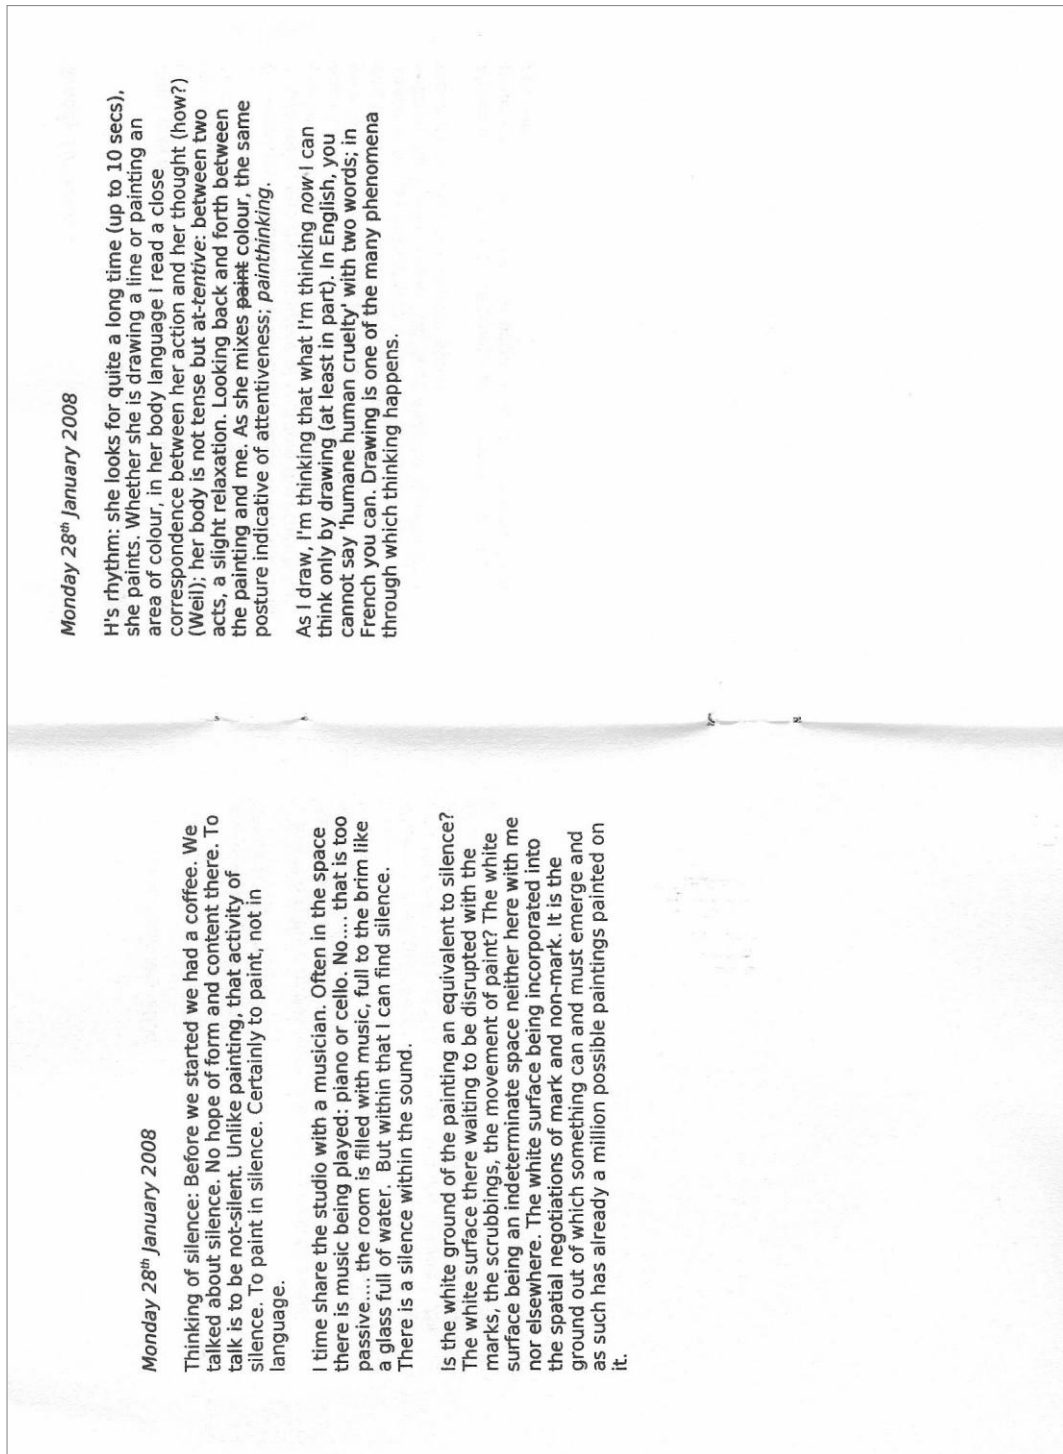 Monday 28th January 2008
Thinking of silence: Before we started we had a coffee. We
talked about silence. No hope of form and content there. To
talk is to be not-silent. Unlike painting, that activity of
silence. To paint in silence. Certainly to paint, not in
language.
I time share the studio with a musician. Often in the space
there is music being played: piano or cello. No.... that is too
passive.... the room is filled with music, full to the brim like
a glass full of water.  But within that I can find silence.
There is a silence within the sound.
Is the white ground of the painting an equivalent to silence?
The white surface there waiting to be disrupted with the
marks, the scrubbings, the movement of paint? The white
surface being an indeterminate space neither here with me
nor elsewhere. The white surface being incorporated into
the spatial negotiations of mark and non-mark. It is the
ground out of which something can and must emerge and
as such has already a million possible paintings painted on
it.
Monday 28th January 2008
H's rhythm: she looks for quite a long time (up to 10 secs),
she paints. Whether she is drawing a line or painting an
area of colour, in her body language I read a close
correspondence between her action and her thought (how?)
(Weil); her body is not tense but at-tentive: between two
acts, a slight relaxation. Looking back and forth between
the painting and me. As she mixes paint colour, the same
posture indicative of attentiveness; painthinking.
As I draw, I'm thinking that what I'm thinking now I can
think only by drawing (at least in part). In English, you
cannot say 'humane human cruelty' with two words; in
French you can. Drawing is one of the many phenomena
through which thinking happens.